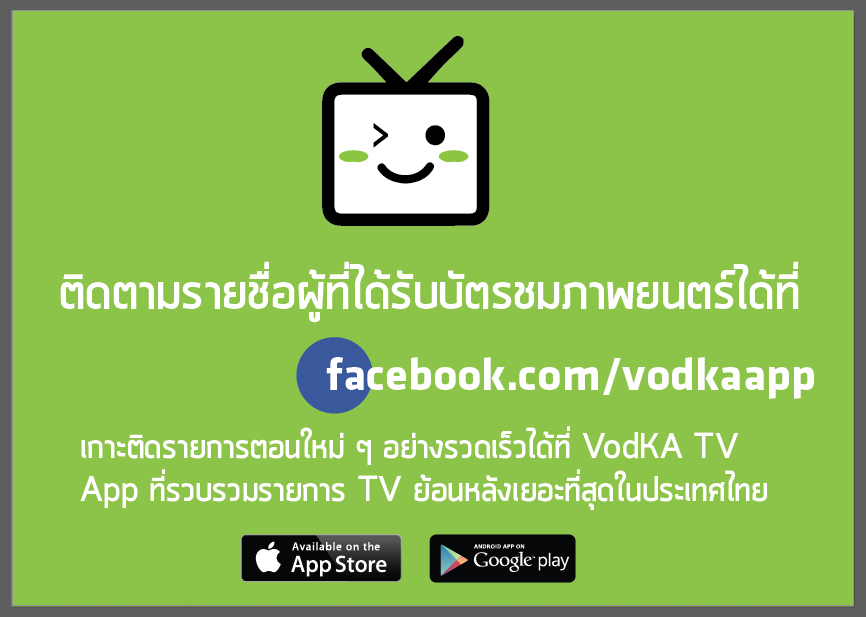 ติดตามรายชื่อผู้ที่ได้รับบัตรชมภาพยนตร์ได้ที่
facebook.com/vodkaapp
เกาะติดรายการตอนใหม่ ๆ อย่างรวดเร็วได้ที่ VodKA TV
App ที่รวบรวมรายการ TV ย้อนหลังเยอะที่สุดในประเทศไทย
Available on the
App Store
ANDROID APP ON
Google play